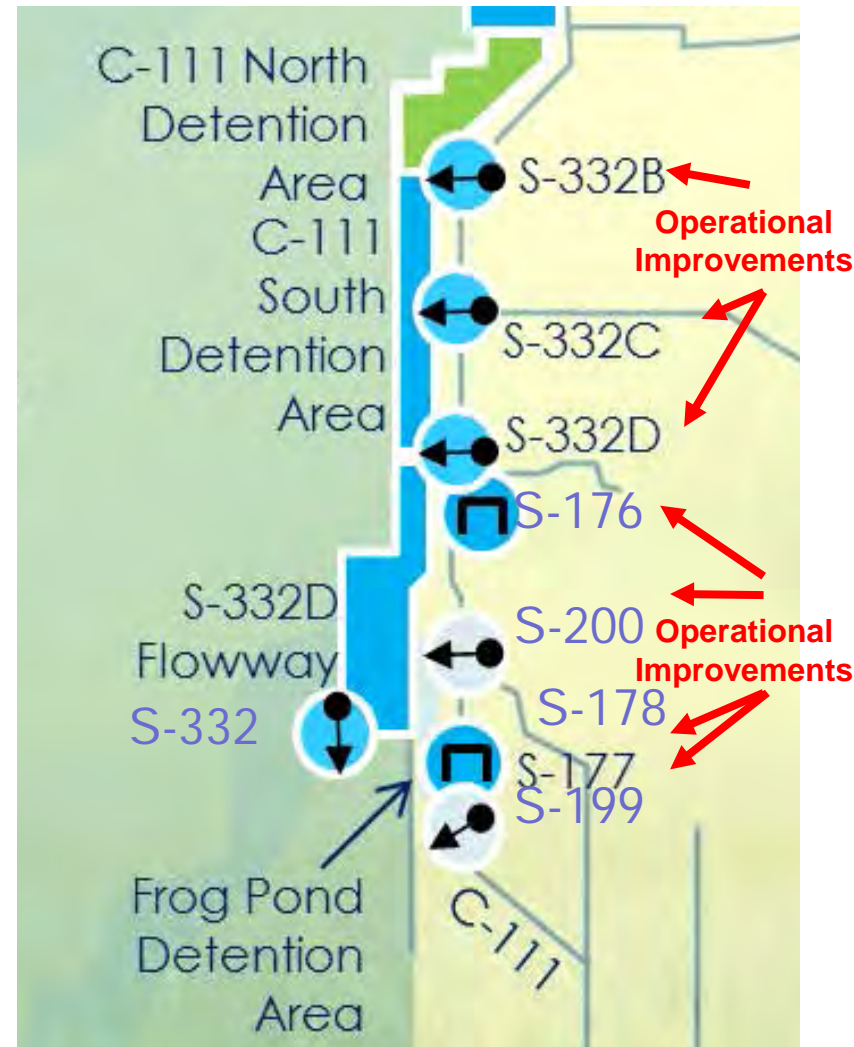 C-111 North
Detention
Area
S-332B
Operational
Improvements
C-111
South
Detention
Area
S-332C
S-332D
S-176
S-332D
Flowway
S-200
Operational
Improvements
S-332
S-178
S-177
S-199
Frog Pond
Detention
Area
C-111